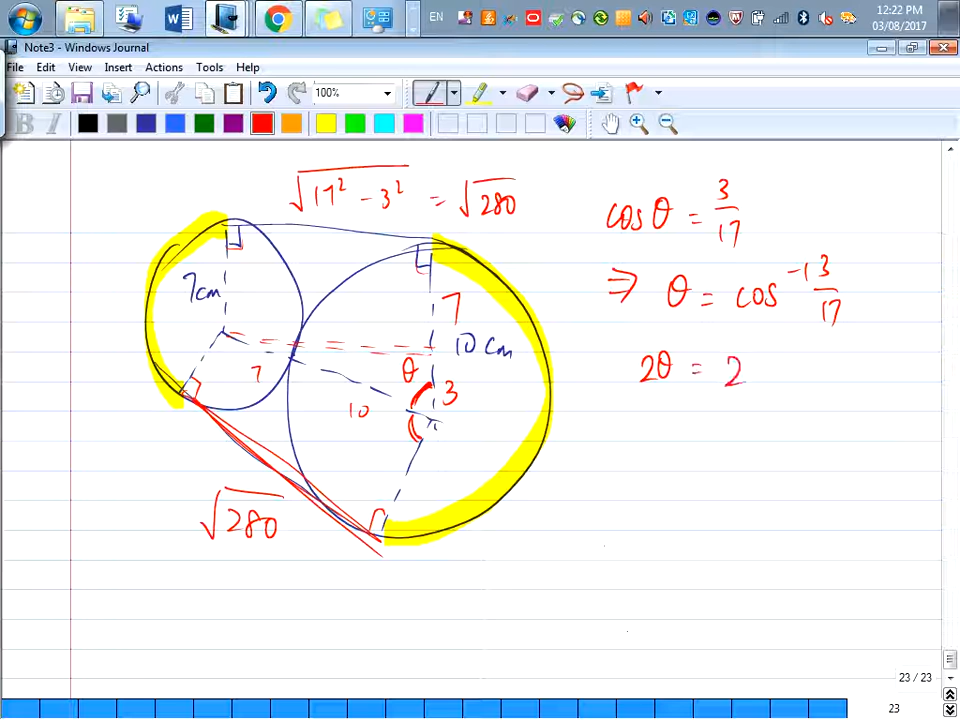 EN
12:22 PM
03/08/2017
Note3 - Windows Journal
File Edit View Insert Actions Tools Help
100%
B I
√17² - 3² = √280
cosθ = 3/17
⇒ θ = cos⁻¹ 3/17
2θ = 2
7cm
7
10 cm
θ
3
7
10
√280
23 / 23
23